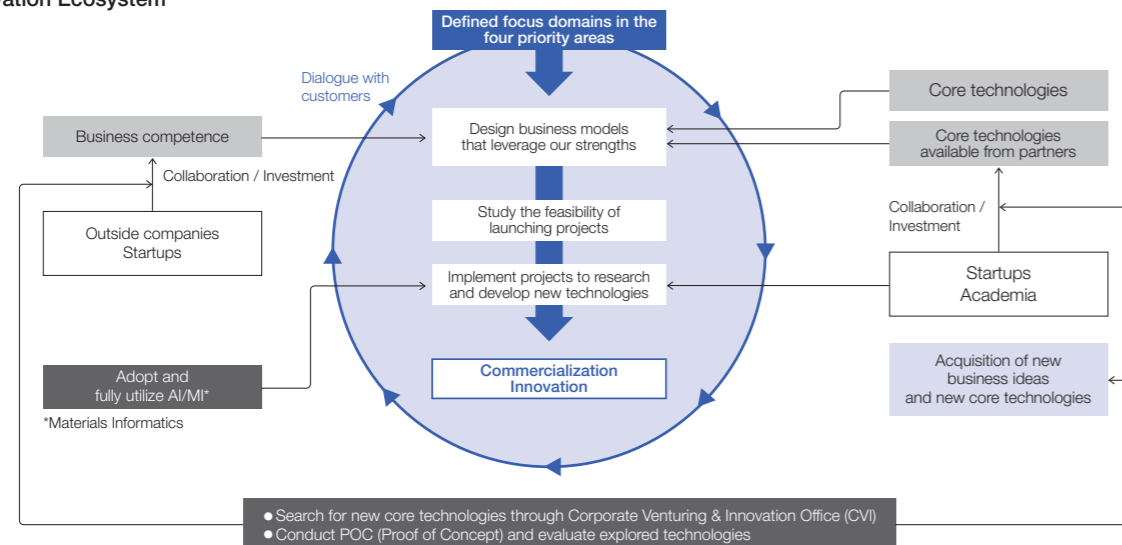 Ecosystem
Defined focus domains in the
four priority areas
Dialogue with
customers
Business competence
Collaboration / Investment
Outside companies
Startups
Design business models
that leverage our strengths
Study the feasibility of
launching projects
Implement projects to research
and develop new technologies
Commercialization
Innovation
Core technologies
Core technologies
available from partners
Collaboration /
Investment
Startups
Academia
Acquisition of new
business ideas
and new core technologies
Adopt and
fully utilize AI/MI*
*Materials Informatics
● Search for new core technologies through Corporate Venturing & Innovation Office (CVI)
● Conduct POC (Proof of Concept) and evaluate explored technologies